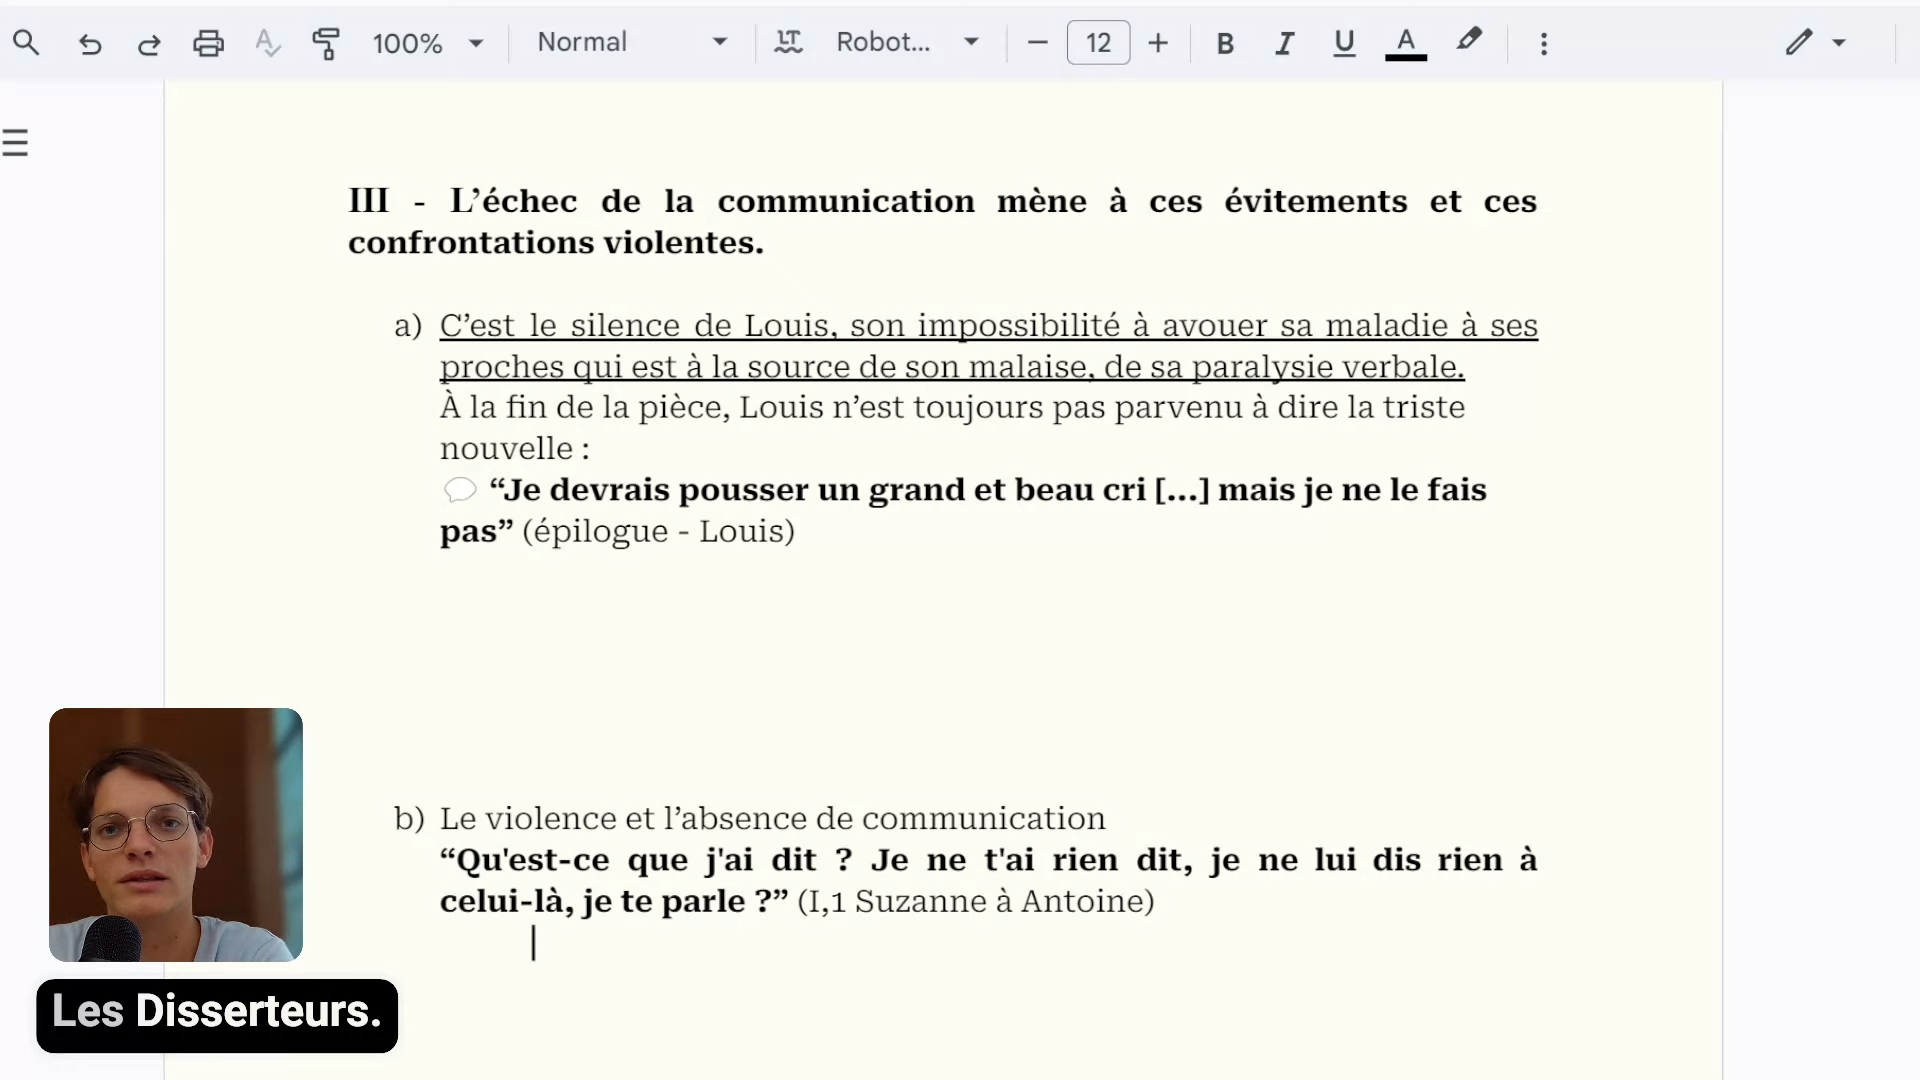 100%
Normal
Robot...
12
B
I
U
A
III - L’échec de la communication mène à ces évitements et ces
confrontations violentes.
a) C’est le silence de Louis, son impossibilité à avouer sa maladie à ses
proches qui est à la source de son malaise, de sa paralysie verbale.
À la fin de la pièce, Louis n’est toujours pas parvenu à dire la triste
nouvelle :
“Je devrais pousser un grand et beau cri [...] mais je ne le fais
pas” (épilogue - Louis)
b) Le violence et l’absence de communication
“Qu'est-ce que j'ai dit ? Je ne t'ai rien dit, je ne lui dis rien à
celui-là, je te parle ?” (I,1 Suzanne à Antoine)
Les Disserteurs.